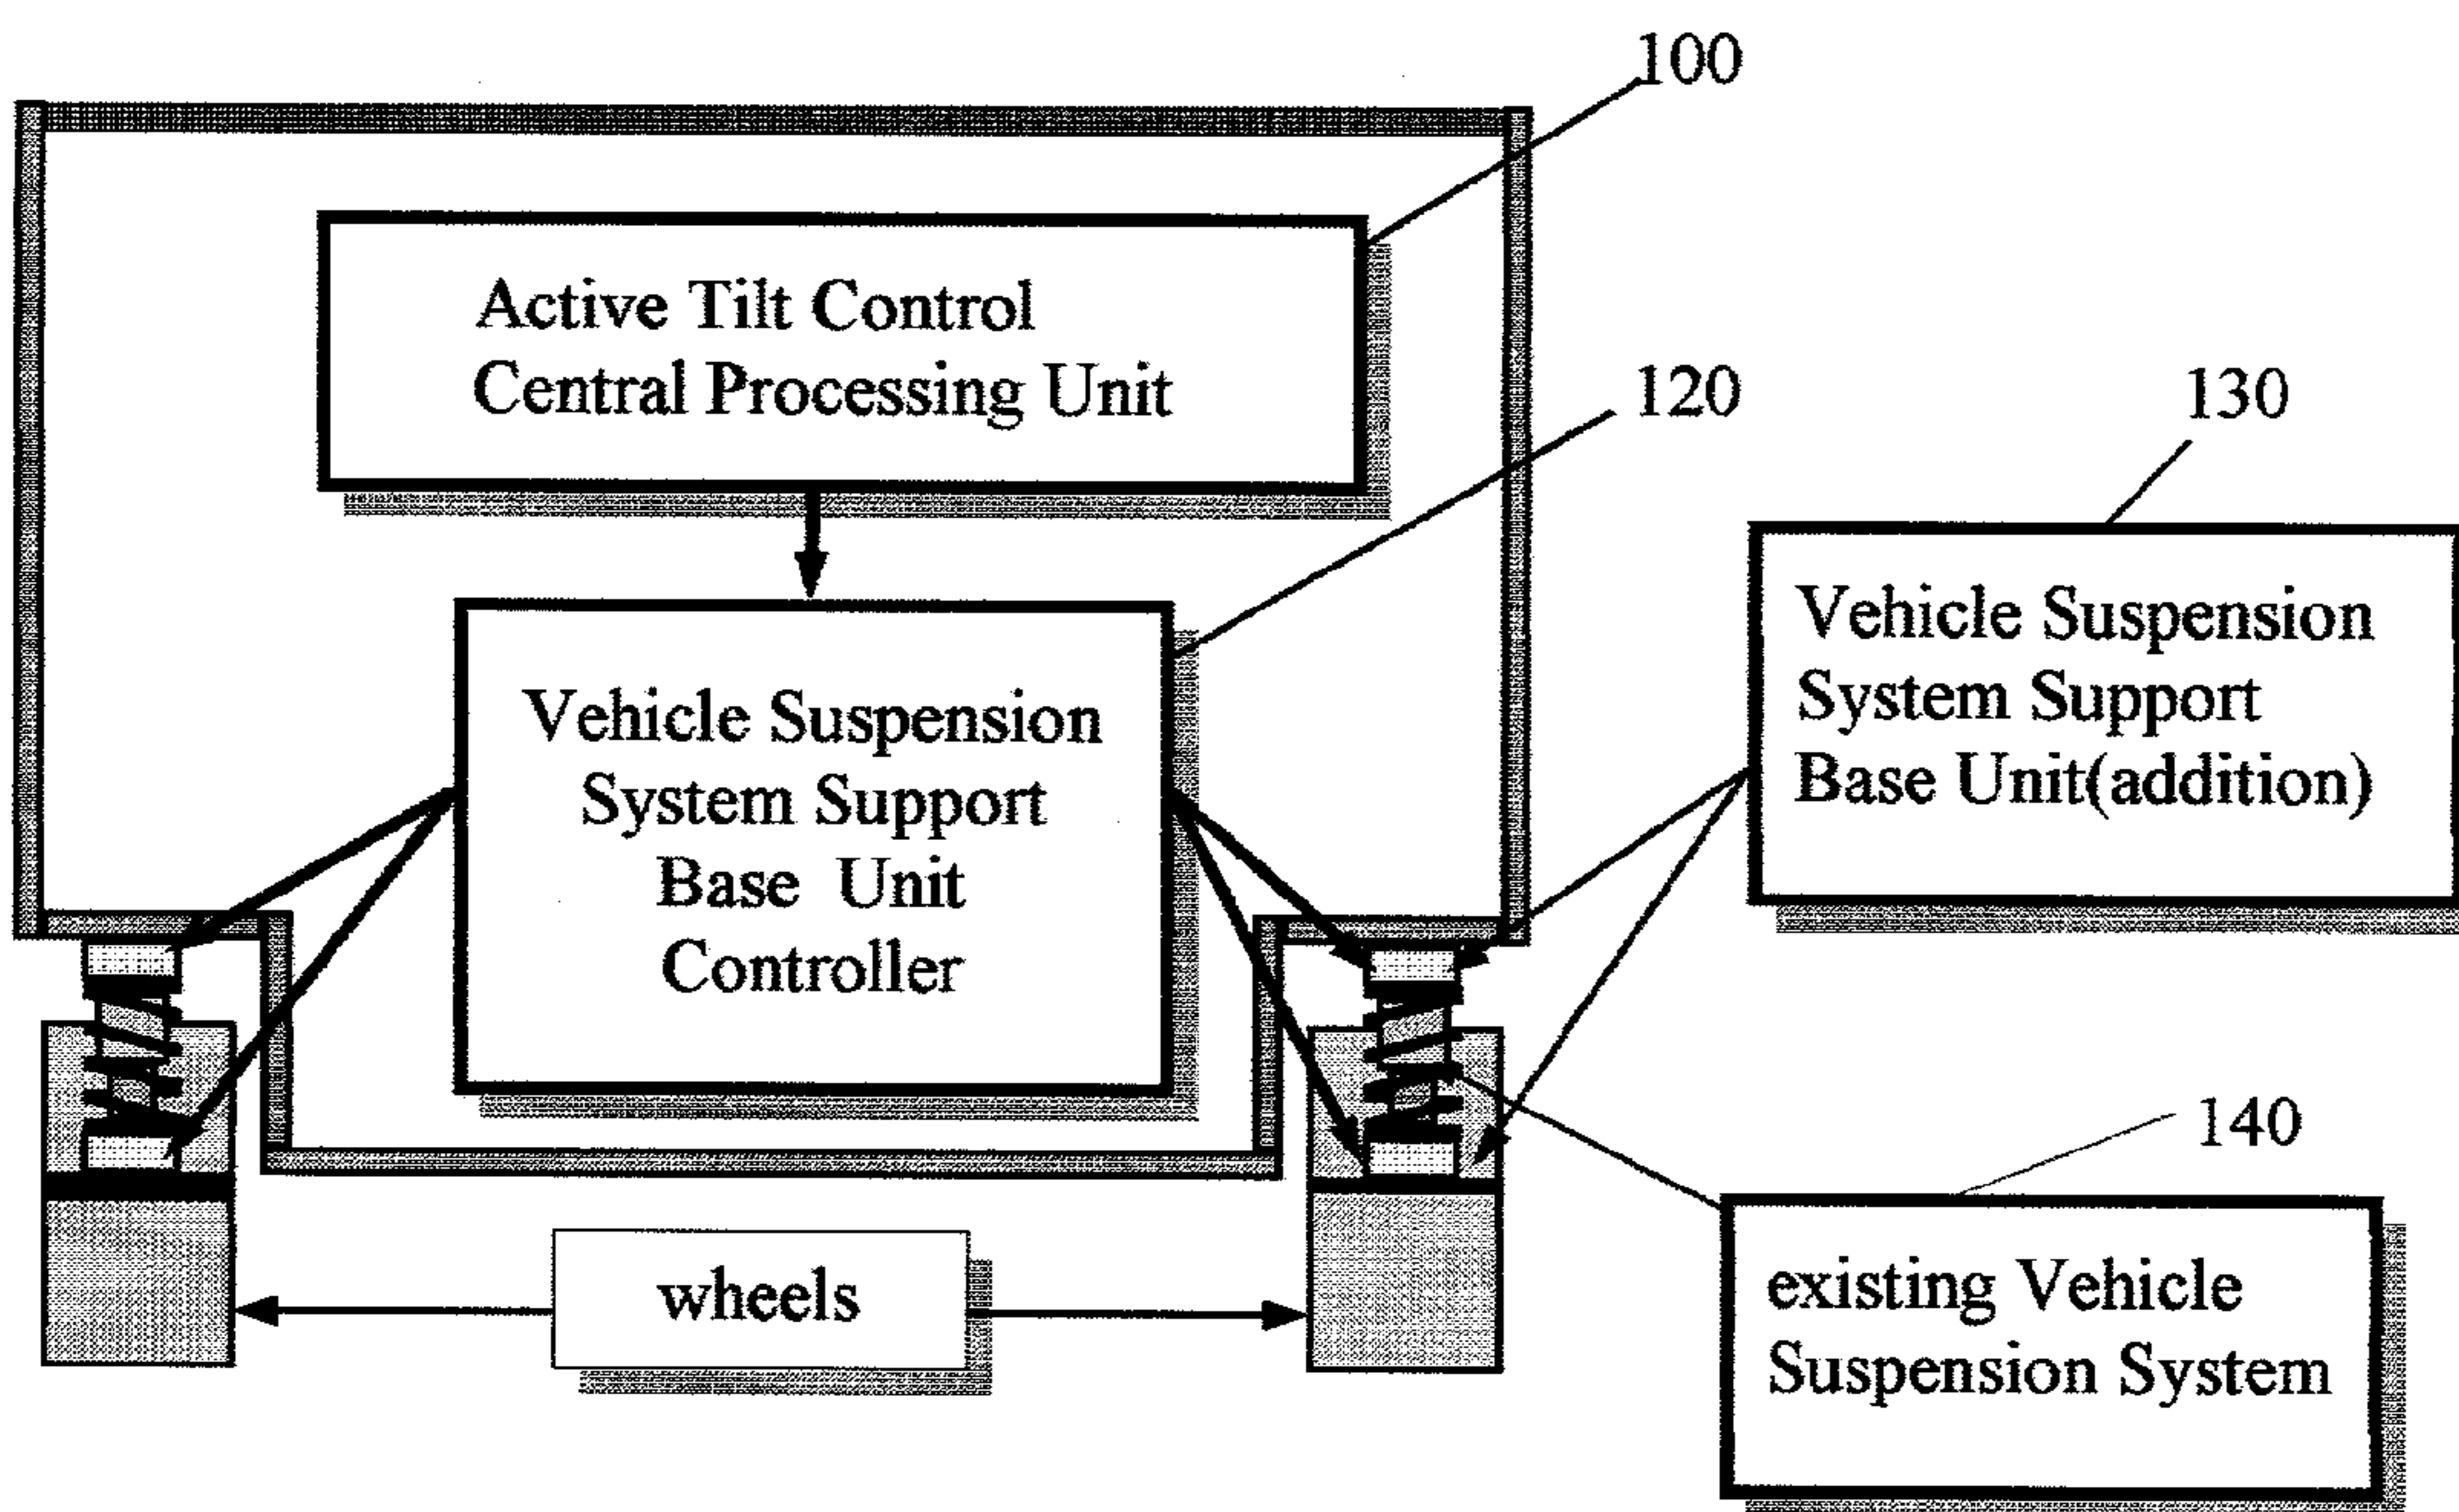 100
Active Tilt Control
Central Processing Unit
120
130
Vehicle Suspension
System Support
Base Unit
Controller
Vehicle Suspension
System Support
Base Unit(addition)
140
wheels
existing Vehicle
Suspension System